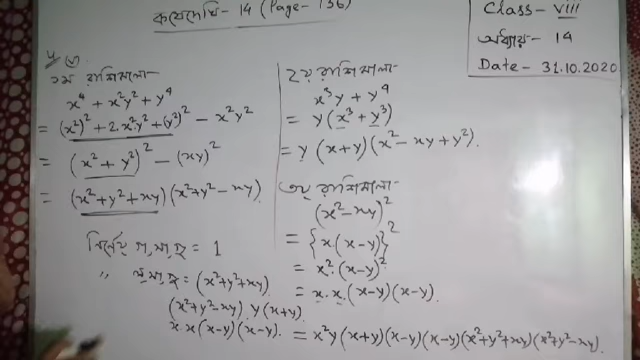 কষে দেখি - 14 (Page - 136)
Class - VIII
অধ্যায় - 14
Date - 31.10.2020
১ম রাশিমালা -
x⁴ + x²y² + y⁴
= (x²)² + 2.x².y² + (y²)² - x²y²
= (x² + y²)² - (xy)²
= (x² + y² + xy)(x² + y² - xy)
২য় রাশিমালা -
x³y + y⁴
= y(x³ + y³)
= y(x+y)(x² - xy + y²).
৩য় রাশিমালা -
(x² - xy)²
= {x.(x-y)}²
= x².(x-y)²
= x.x.(x-y)(x-y).
নির্ণেয় গ.সা.গু = 1
,, ল.সা.গু = (x²+y²+xy)
(x²+y²-xy).y(x+y).
x.x(x-y)(x-y). = x²y(x+y)(x-y)(x-y)(x²+y²+xy)(x²+y²-xy).